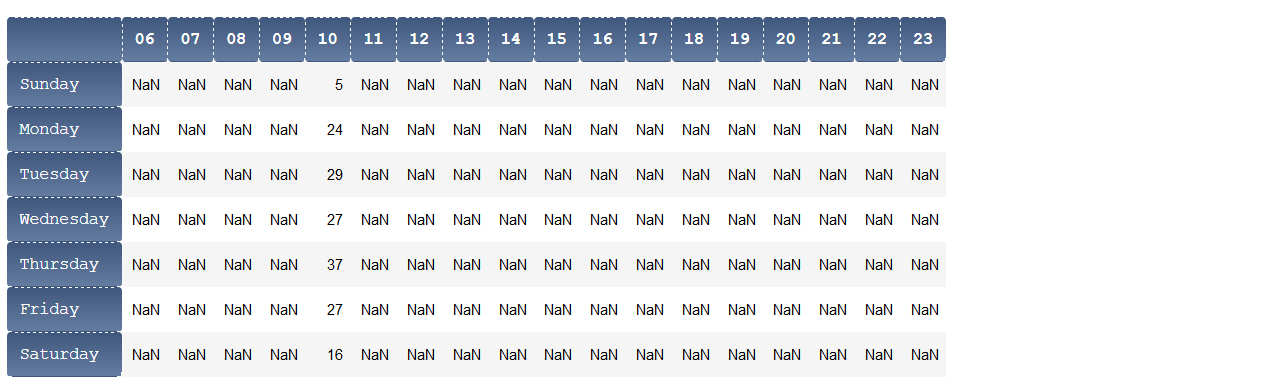 06 07 08 09 10 11 12 13 14 15 16 17 18 19 20 21 22 23
Sunday NaN NaN NaN NaN 5 NaN NaN NaN NaN NaN NaN NaN NaN NaN NaN NaN NaN NaN
Monday NaN NaN NaN NaN 24 NaN NaN NaN NaN NaN NaN NaN NaN NaN NaN NaN NaN NaN
Tuesday NaN NaN NaN NaN 29 NaN NaN NaN NaN NaN NaN NaN NaN NaN NaN NaN NaN NaN
Wednesday NaN NaN NaN NaN 27 NaN NaN NaN NaN NaN NaN NaN NaN NaN NaN NaN NaN NaN
Thursday NaN NaN NaN NaN 37 NaN NaN NaN NaN NaN NaN NaN NaN NaN NaN NaN NaN NaN
Friday NaN NaN NaN NaN 27 NaN NaN NaN NaN NaN NaN NaN NaN NaN NaN NaN NaN NaN
Saturday NaN NaN NaN NaN 16 NaN NaN NaN NaN NaN NaN NaN NaN NaN NaN NaN NaN NaN